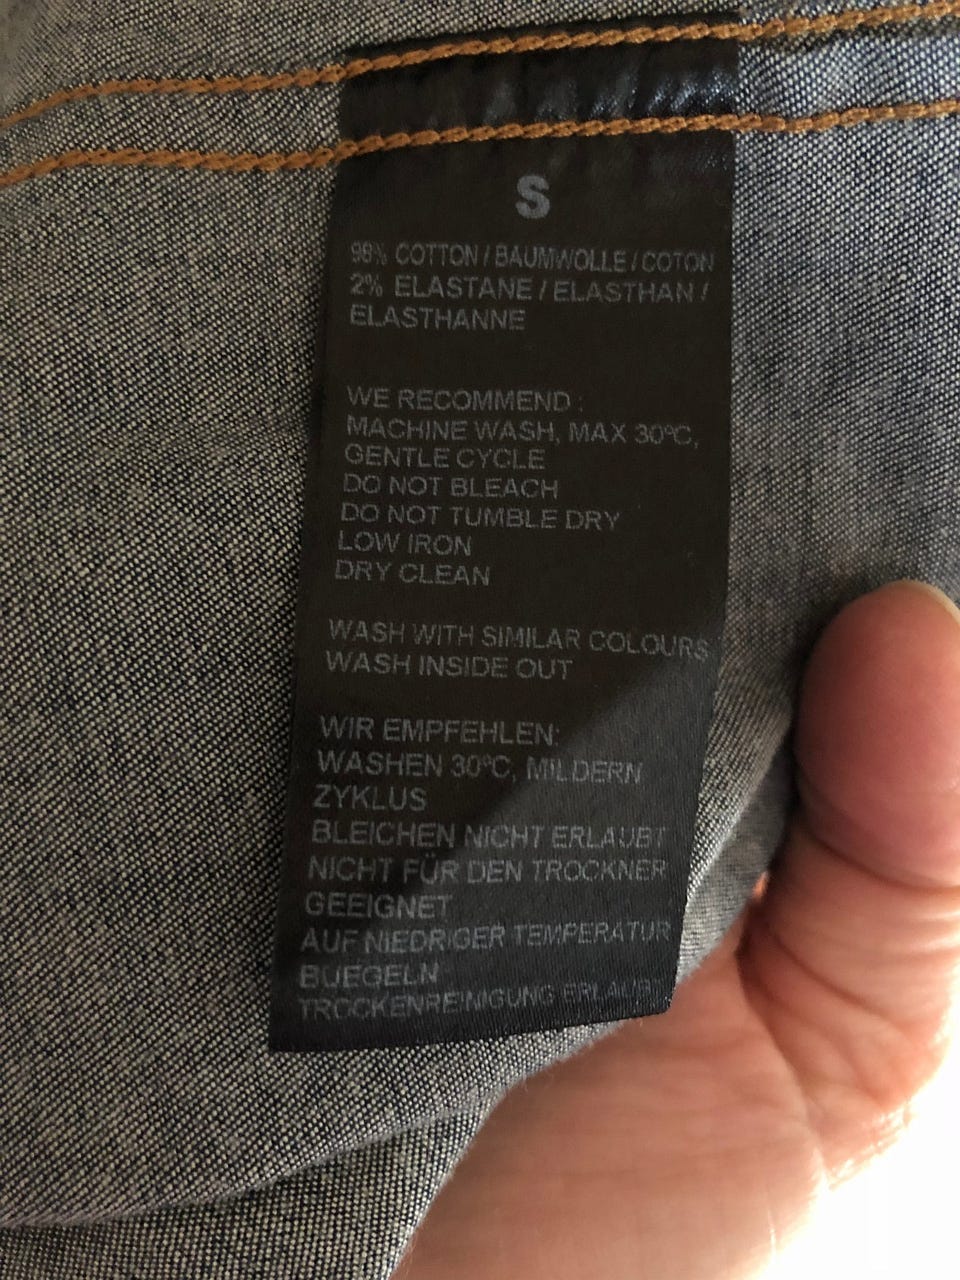 S
98% COTTON / BAUMWOLLE / COTON
2% ELASTANE / ELASTHAN /
ELASTHANNE
WE RECOMMEND :
MACHINE WASH, MAX 30°C,
GENTLE CYCLE
DO NOT BLEACH
DO NOT TUMBLE DRY
LOW IRON
DRY CLEAN
WASH WITH SIMILAR COLOURS
WASH INSIDE OUT
WIR EMPFEHLEN:
WASHEN 30°C, MILDERN
ZYKLUS
BLEICHEN NICHT ERLAUBT
NICHT FÜR DEN TROCKNER
GEEIGNET
AUF NIEDRIGER TEMPERATUR
BUEGELN
TROCKENREINIGUNG ERLAUBT